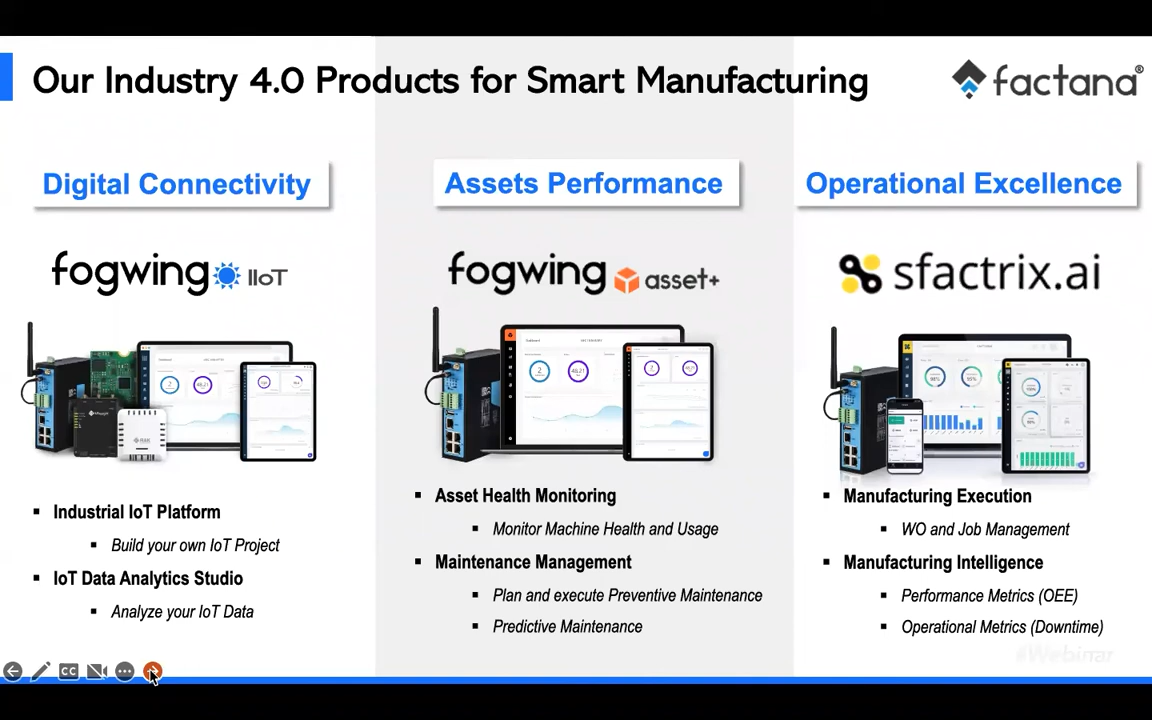 Our Industry 4.0 Products for Smart Manufacturing
factana®
Digital Connectivity
Assets Performance
Operational Excellence
fogwing IIoT
fogwing asset+
sfactrix.ai
▪ Industrial IoT Platform
▪ Build your own IoT Project
▪ IoT Data Analytics Studio
▪ Analyze your IoT Data
▪ Asset Health Monitoring
▪ Monitor Machine Health and Usage
▪ Maintenance Management
▪ Plan and execute Preventive Maintenance
▪ Predictive Maintenance
▪ Manufacturing Execution
▪ WO and Job Management
▪ Manufacturing Intelligence
▪ Performance Metrics (OEE)
▪ Operational Metrics (Downtime)
#Webinar
CC